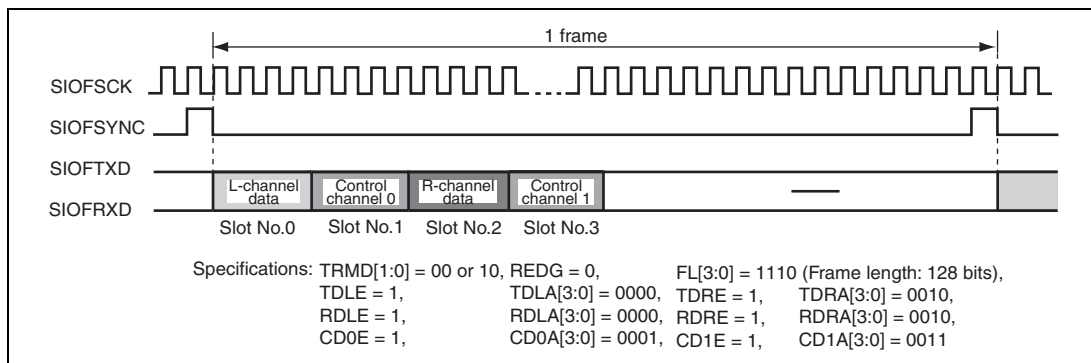 1 frame
SIOFSCK
SIOFSYNC
SIOFTXD
SIOFRXD
L-channel
data
Control
channel 0
R-channel
data
Control
channel 1
Slot No.0 Slot No.1 Slot No.2 Slot No.3
Specifications: TRMD[1:0] = 00 or 10, REDG = 0, FL[3:0] = 1110 (Frame length: 128 bits),
TDLE = 1, TDLA[3:0] = 0000, TDRE = 1, TDRA[3:0] = 0010,
RDLE = 1, RDLA[3:0] = 0000, RDRE = 1, RDRA[3:0] = 0010,
CD0E = 1, CD0A[3:0] = 0001, CD1E = 1, CD1A[3:0] = 0011